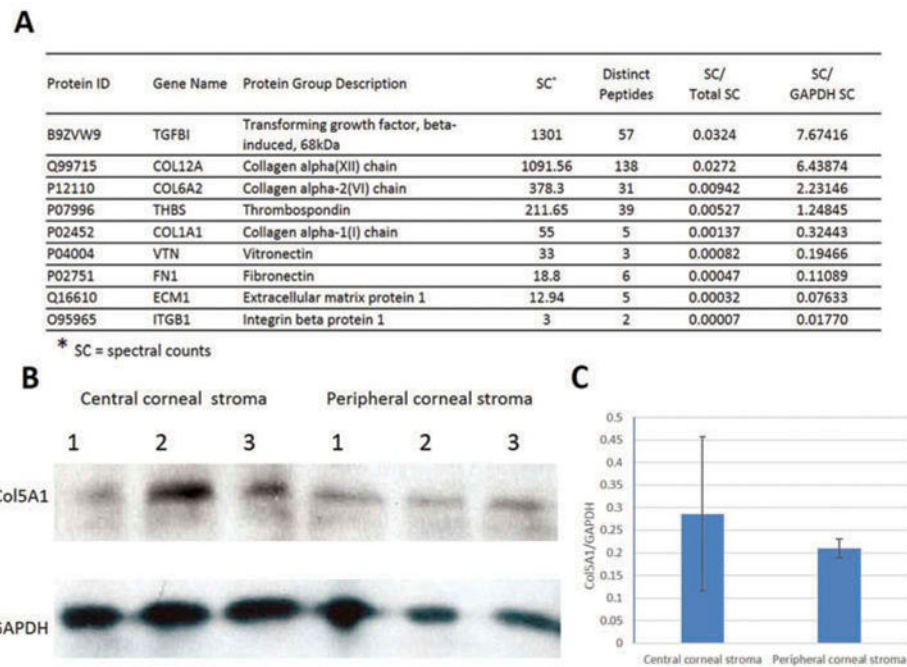 A
Protein ID Gene Name Protein Group Description SC* Distinct Peptides SC/ Total SC SC/ GAPDH SC
B9ZVW9 TGFBI Transforming growth factor, beta-induced, 68kDa 1301 57 0.0324 7.67416
Q99715 COL12A Collagen alpha(XII) chain 1091.56 138 0.0272 6.43874
P12110 COL6A2 Collagen alpha-2(VI) chain 378.3 31 0.00942 2.23146
P07996 THBS Thrombospondin 211.65 39 0.00527 1.24845
P02452 COL1A1 Collagen alpha-1(I) chain 55 5 0.00137 0.32443
P04004 VTN Vitronectin 33 3 0.00082 0.19466
P02751 FN1 Fibronectin 18.8 6 0.00047 0.11089
Q16610 ECM1 Extracellular matrix protein 1 12.94 5 0.00032 0.07633
O95965 ITGB1 Integrin beta protein 1 3 2 0.00007 0.01770
* SC = spectral counts
B
Central corneal stroma Peripheral corneal stroma
1 2 3 1 2 3
Col5A1
GAPDH
C
Col5A1/GAPDH
0.5
0.45
0.4
0.35
0.3
0.25
0.2
0.15
0.1
0.05
0
Central corneal stroma Peripheral corneal stroma